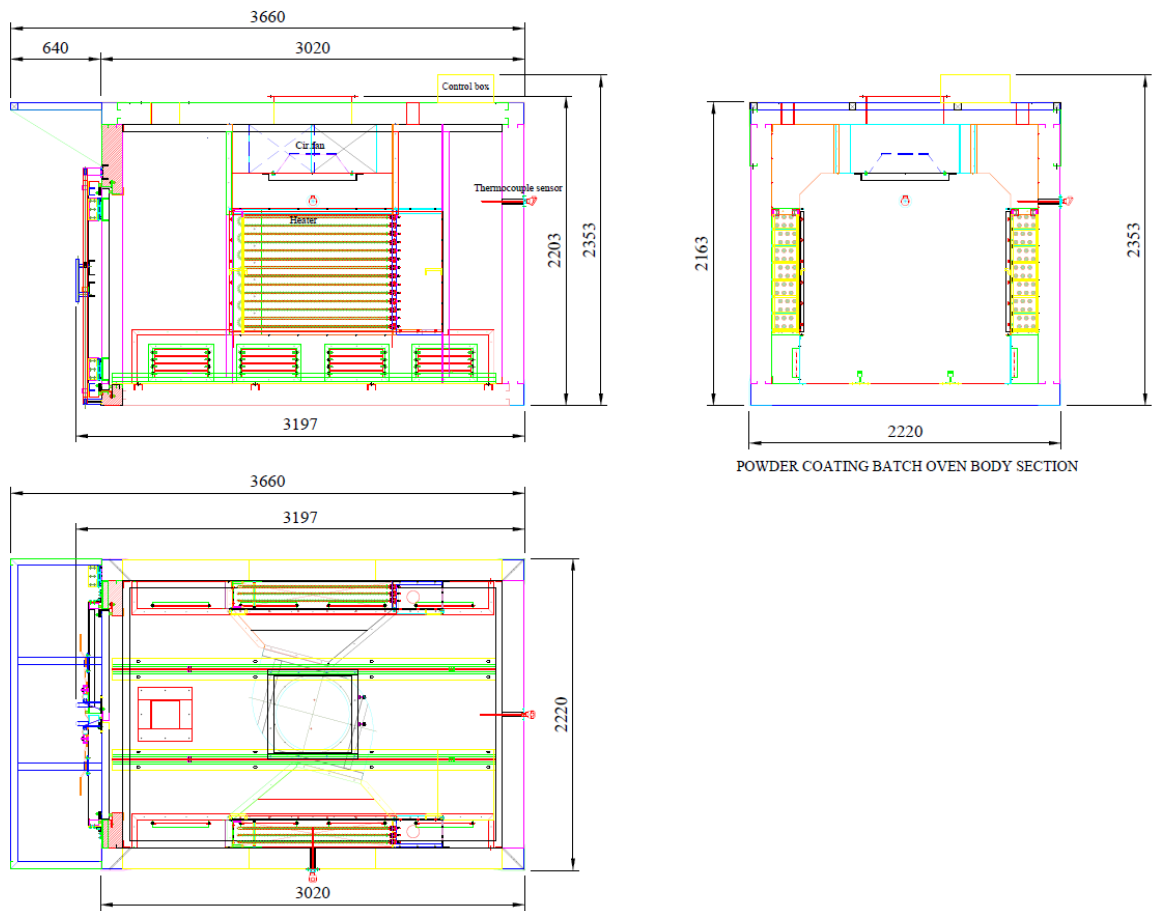 3660
640
3020
Control box
Cir.fan
Thermocouple sensor
Heater
2203
2353
3197
2163
2353
2220
POWDER COATING BATCH OVEN BODY SECTION
3660
3197
2220
3020